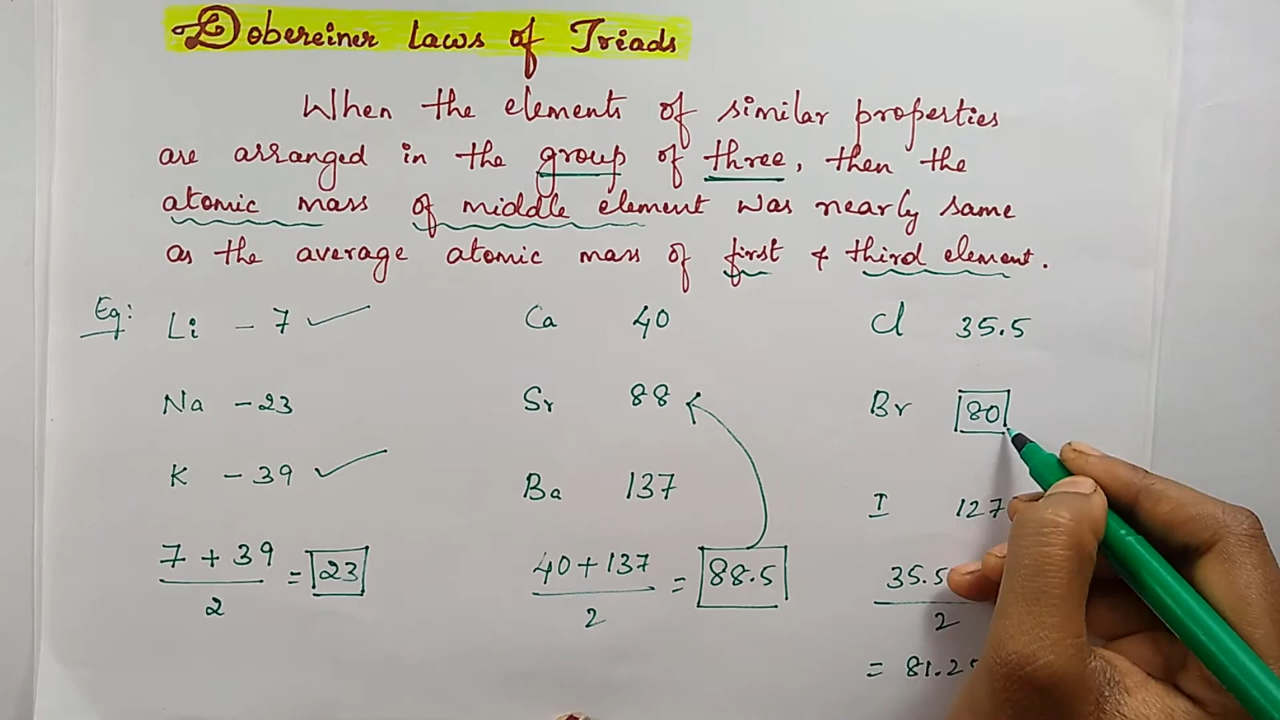 Dobereiner Laws of Triads
When the elements of similar properties
are arranged in the group of three, then the
atomic mass of middle element was nearly same
as the average atomic mass of first & third element.
Eg:
Li - 7 ✓
Na - 23
K - 39 ✓
7 + 39 / 2 = 23
Ca 40
Sr 88
Ba 137
40 + 137 / 2 = 88.5
Cl 35.5
Br 80
I 127
35.5
2
= 81.25